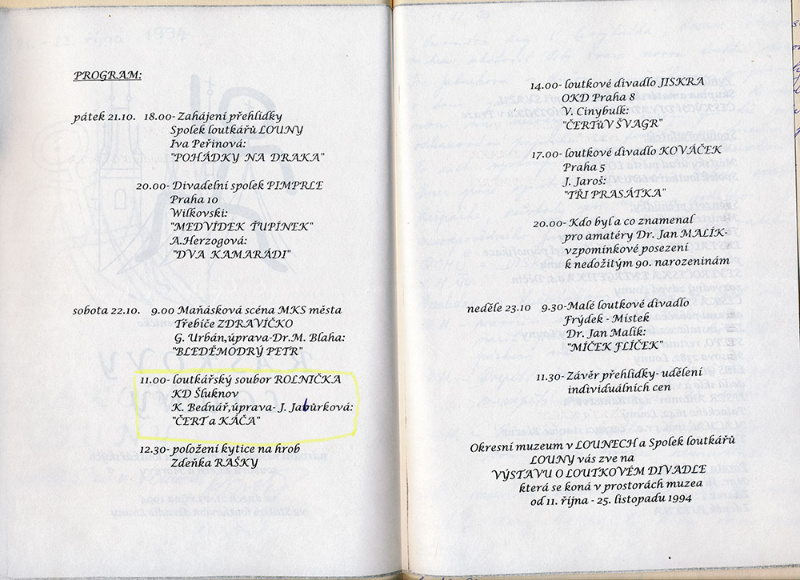 PROGRAM:
pátek 21.10. 18.00- Zahájení přehlídky
Spolek loutkářů LOUNY
Iva Peřinová:
"POHÁDKY NA DRAKA"
20.00- Divadelní spolek PIMPRLE
Praha 10
Wilkovski:
"MEDVÍDEK ŤUPÍNEK"
A.Herzogová:
"DVA KAMARÁDI"
sobota 22.10. 9.00 Maňásková scéna MKS města
Třebíče ZDRAVÍČKO
G. Urbán,úprava-Dr.M. Blaha:
"BLEDĚMODRÝ PETR"
11.00- loutkářský soubor ROLNIČKA
KD Šluknov
K. Bednář,úprava- J. Jabůrková:
"ČERT a KÁČA"
12.30- položení kytice na hrob
Zdeňka RAŠKY
14.00- loutkové divadlo JISKRA
OKD Praha 8
V. Cinybulk:
"ČERTůV ŠVAGR"
17.00- loutkové divadlo KOVÁČEK
Praha 5
J. Jaroš:
"TŘI PRASÁTKA"
20.00- Kdo byl a co znamenal
pro amatéry Dr. Jan MALÍK-
vzpomínkové posezení
k nedožitým 90. narozeninám
neděle 23.10 9.30-Malé loutkové divadlo
Frýdek - Místek
Dr. Jan Malík:
"MÍČEK FLÍČEK"
11.30- Závěr přehlídky- udělení
individuálních cen
Okresní muzeum v LOUNECH a Spolek loutkářů
LOUNY vás zve na
VÝSTAVU O LOUTKOVÉM DIVADLE
která se koná v prostorách muzea
od 11. října - 25. listopadu 1994